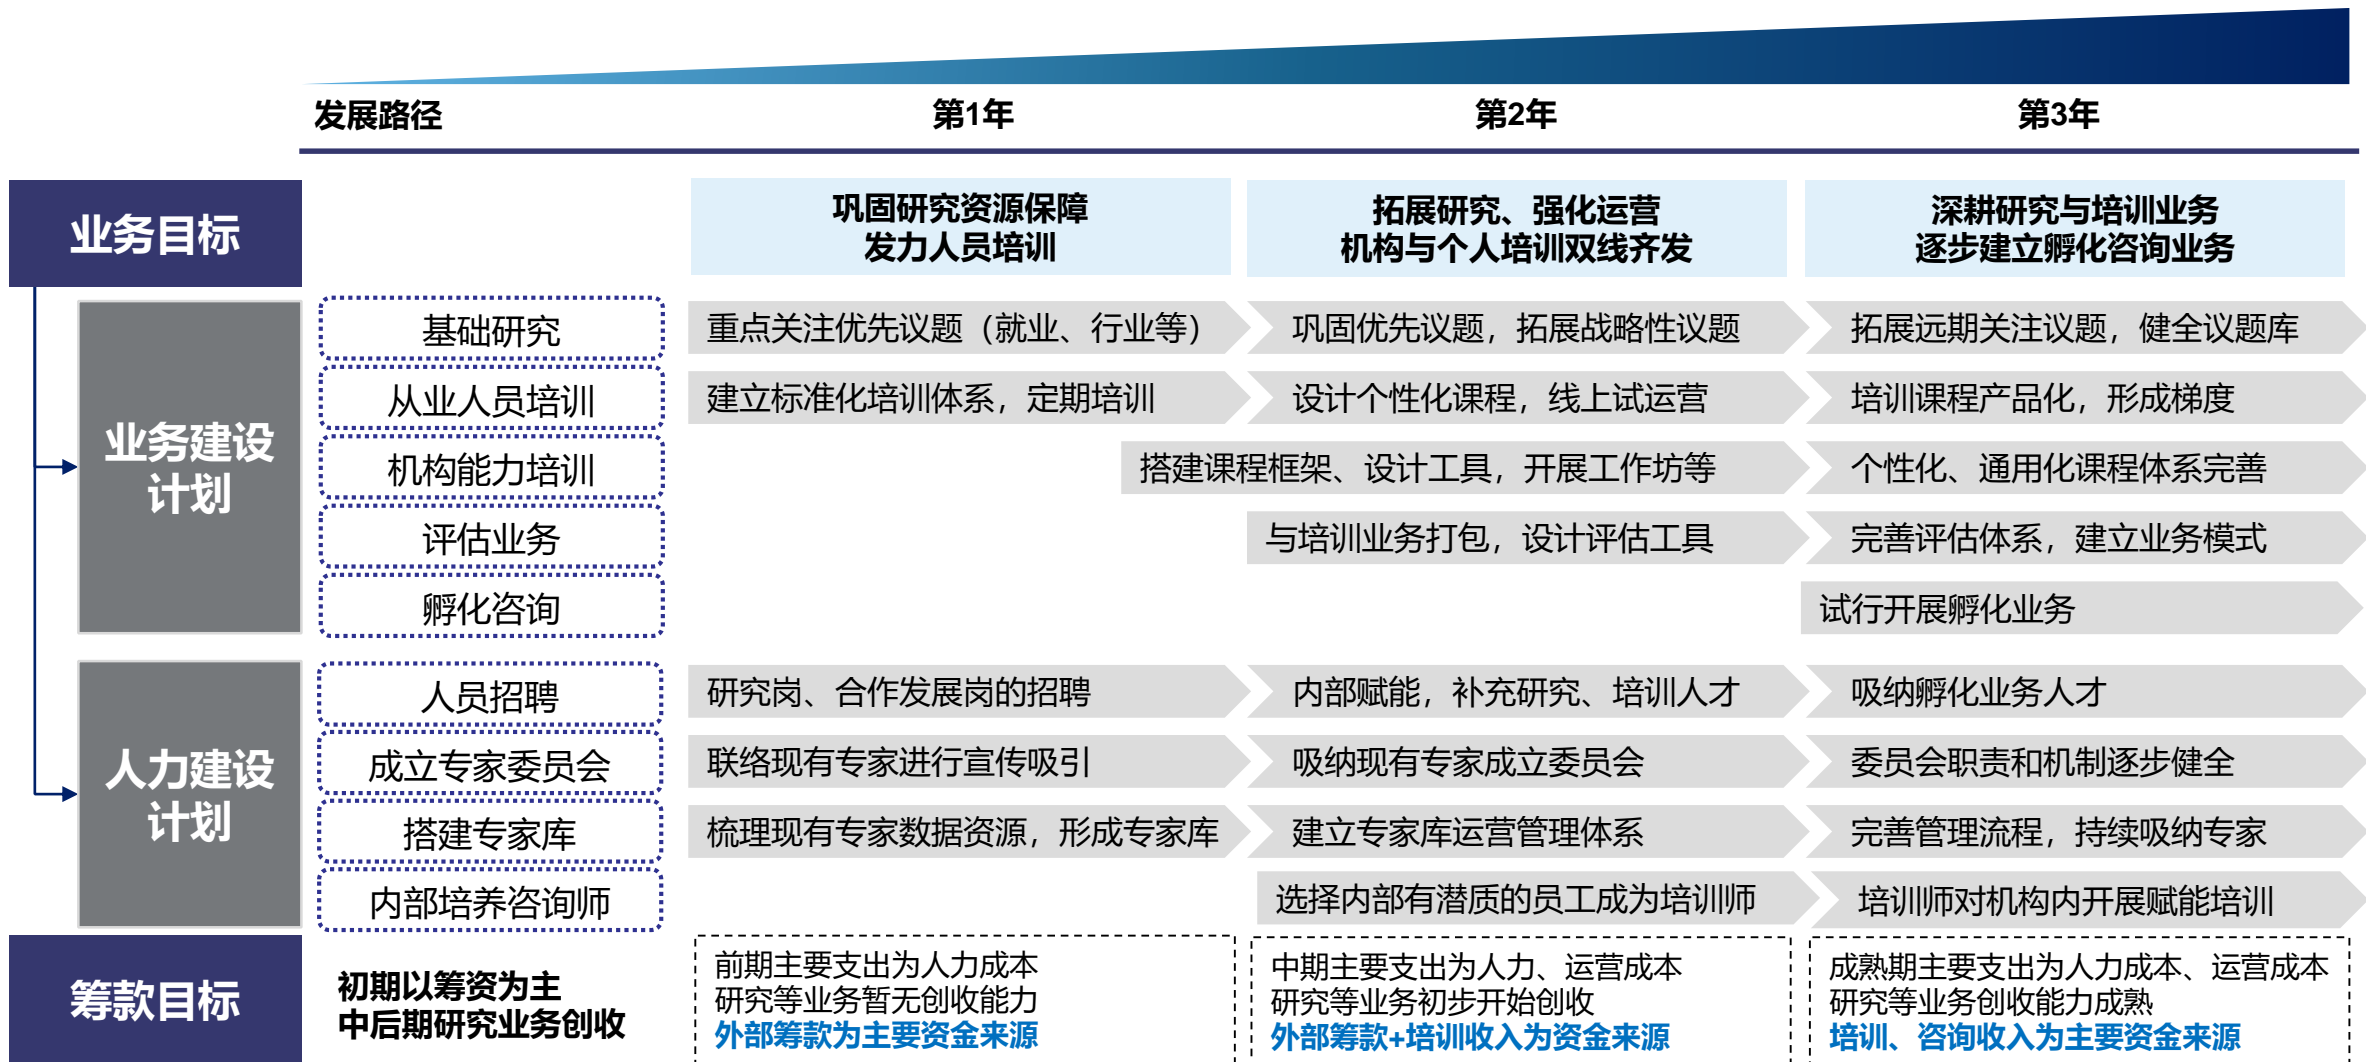 发展路径 第1年 第2年 第3年
业务目标
巩固研究资源保障
发力人员培训
拓展研究、强化运营
机构与个人培训双线齐发
深耕研究与培训业务
逐步建立孵化咨询业务
业务建设
计划
基础研究 重点关注优先议题（就业、行业等） 巩固优先议题，拓展战略性议题 拓展远期关注议题，健全议题库
从业人员培训 建立标准化培训体系，定期培训 设计个性化课程，线上试运营 培训课程产品化，形成梯度
机构能力培训 搭建课程框架、设计工具，开展工作坊等 个性化、通用化课程体系完善
评估业务 与培训业务打包，设计评估工具 完善评估体系，建立业务模式
孵化咨询 试行开展孵化业务
人力建设
计划
人员招聘 研究岗、合作发展岗的招聘 内部赋能，补充研究、培训人才 吸纳孵化业务人才
成立专家委员会 联络现有专家进行宣传吸引 吸纳现有专家成立委员会 委员会职责和机制逐步健全
搭建专家库 梳理现有专家数据资源，形成专家库 建立专家库运营管理体系 完善管理流程，持续吸纳专家
内部培养咨询师 选择内部有潜质的员工成为培训师 培训师对机构内开展赋能培训
筹款目标
初期以筹资为主
中后期研究业务创收
前期主要支出为人力成本
研究等业务暂无创收能力
外部筹款为主要资金来源
中期主要支出为人力、运营成本
研究等业务初步开始创收
外部筹款+培训收入为资金来源
成熟期主要支出为人力成本、运营成本
研究等业务创收能力成熟
培训、咨询收入为主要资金来源